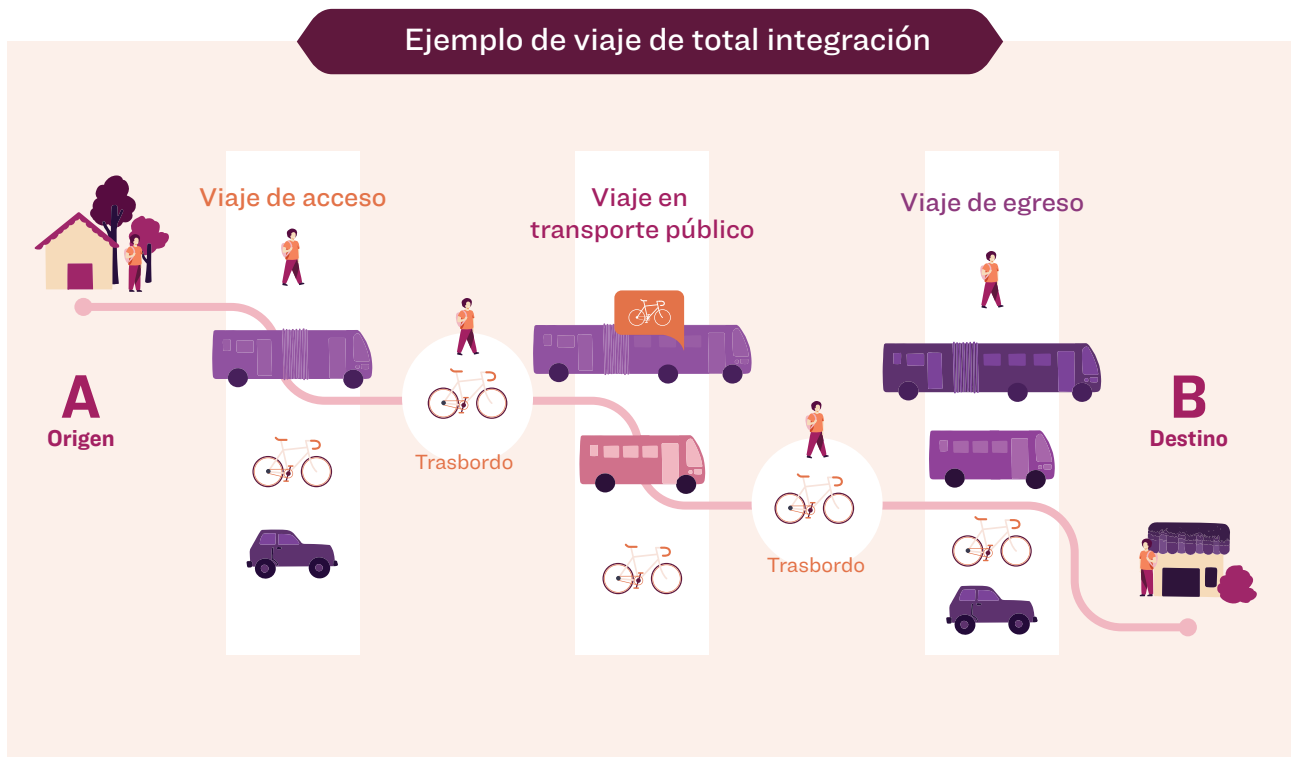 Ejemplo de viaje de total integración
Viaje de acceso
Viaje en
transporte público
Viaje de egreso
A
Origen
Trasbordo
Trasbordo
B
Destino